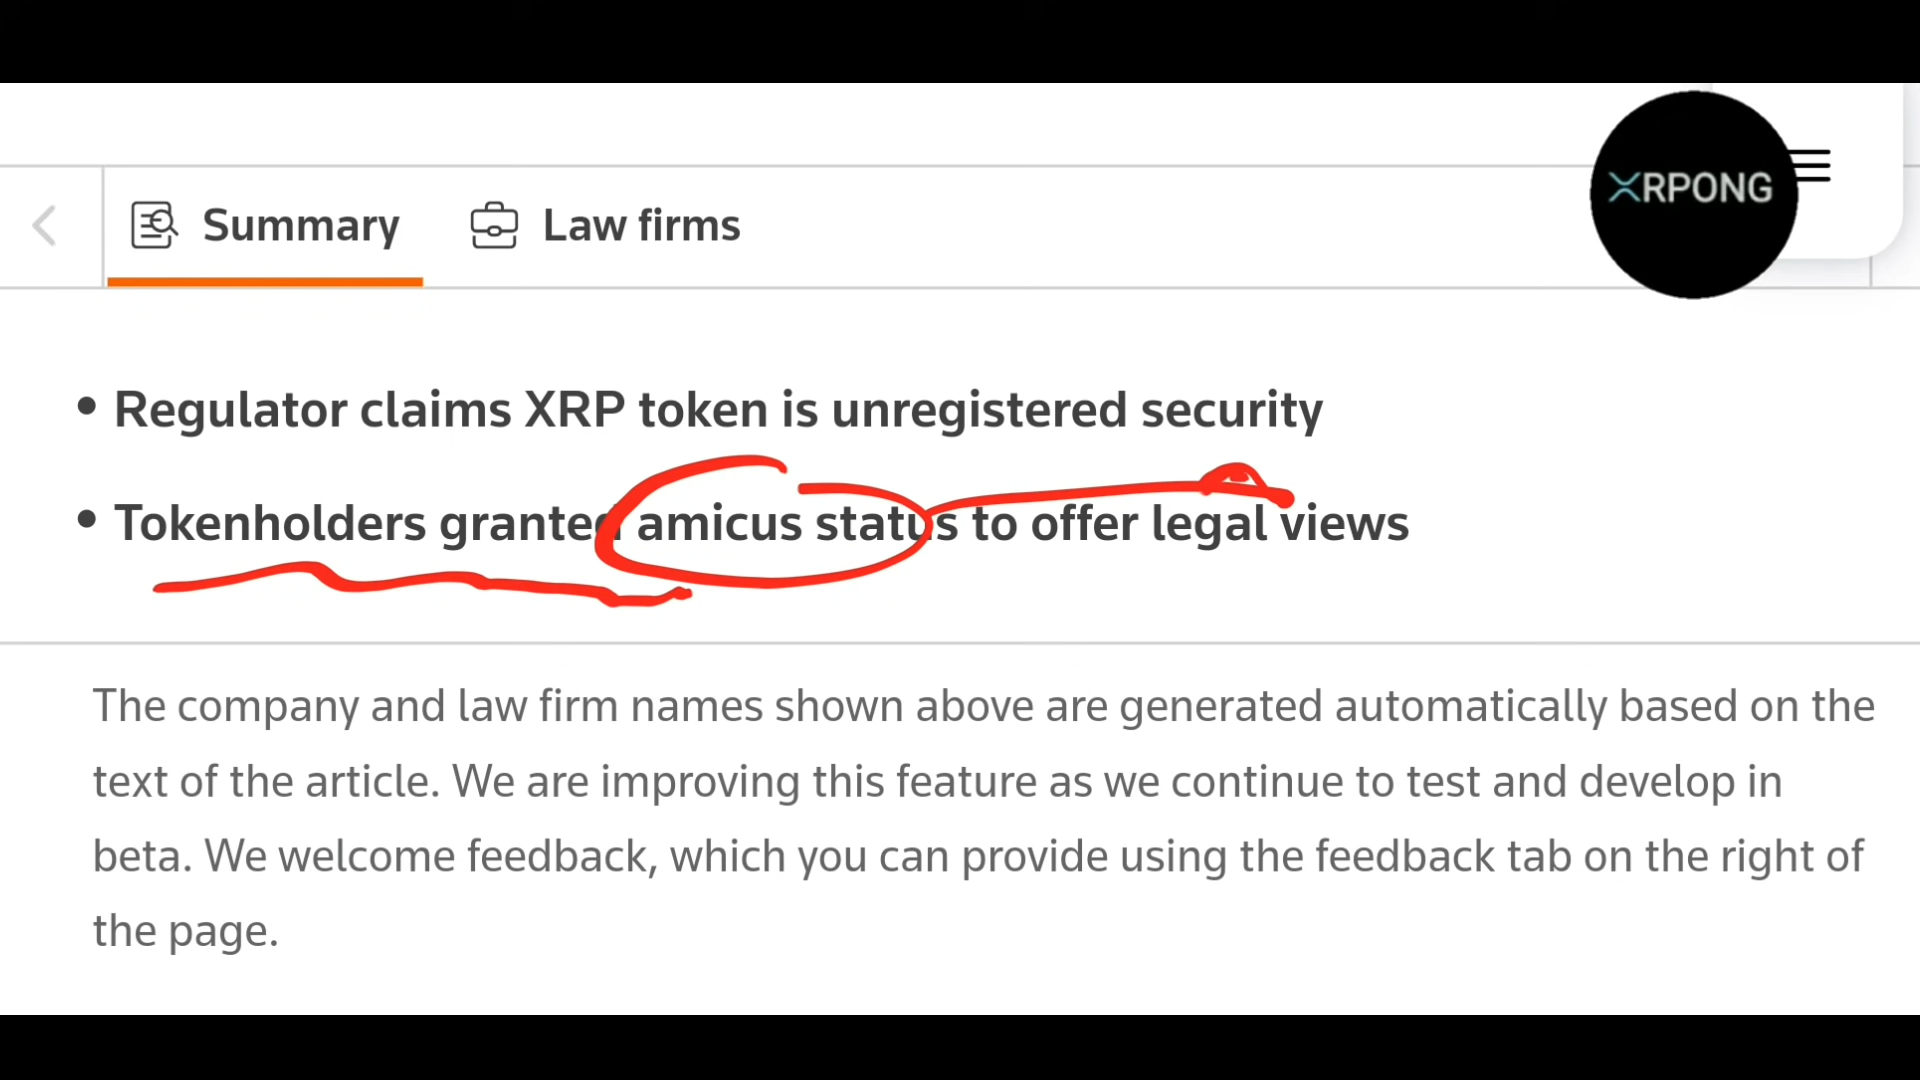 XRPONG
Summary
Law firms
• Regulator claims XRP token is unregistered security
• Tokenholders granted amicus status to offer legal views
The company and law firm names shown above are generated automatically based on the
text of the article. We are improving this feature as we continue to test and develop in
beta. We welcome feedback, which you can provide using the feedback tab on the right of
the page.